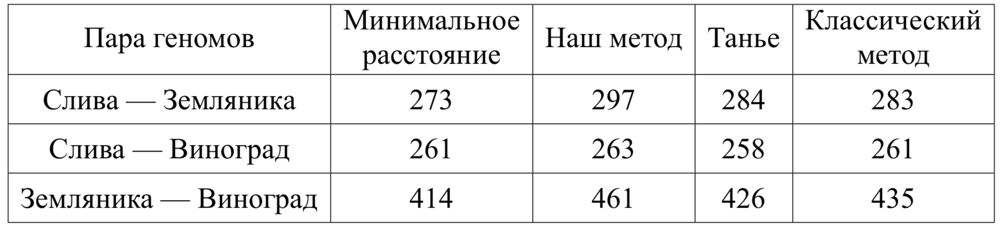 Пара геномов Минимальное расстояние Наш метод Танье Классический метод
Слива — Земляника 273 297 284 283
Слива — Виноград 261 263 258 261
Земляника — Виноград 414 461 426 435